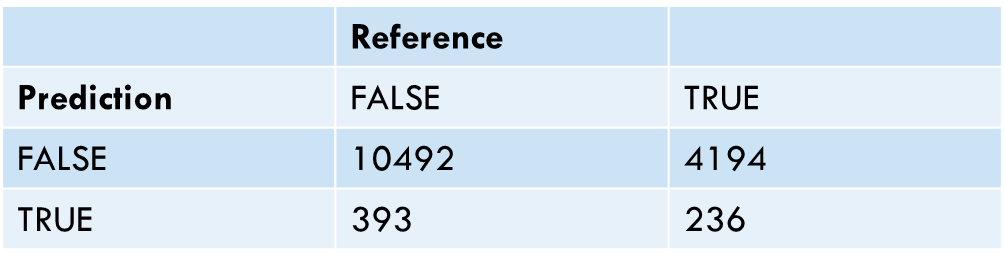 Reference
Prediction FALSE TRUE
FALSE 10492 4194
TRUE 393 236